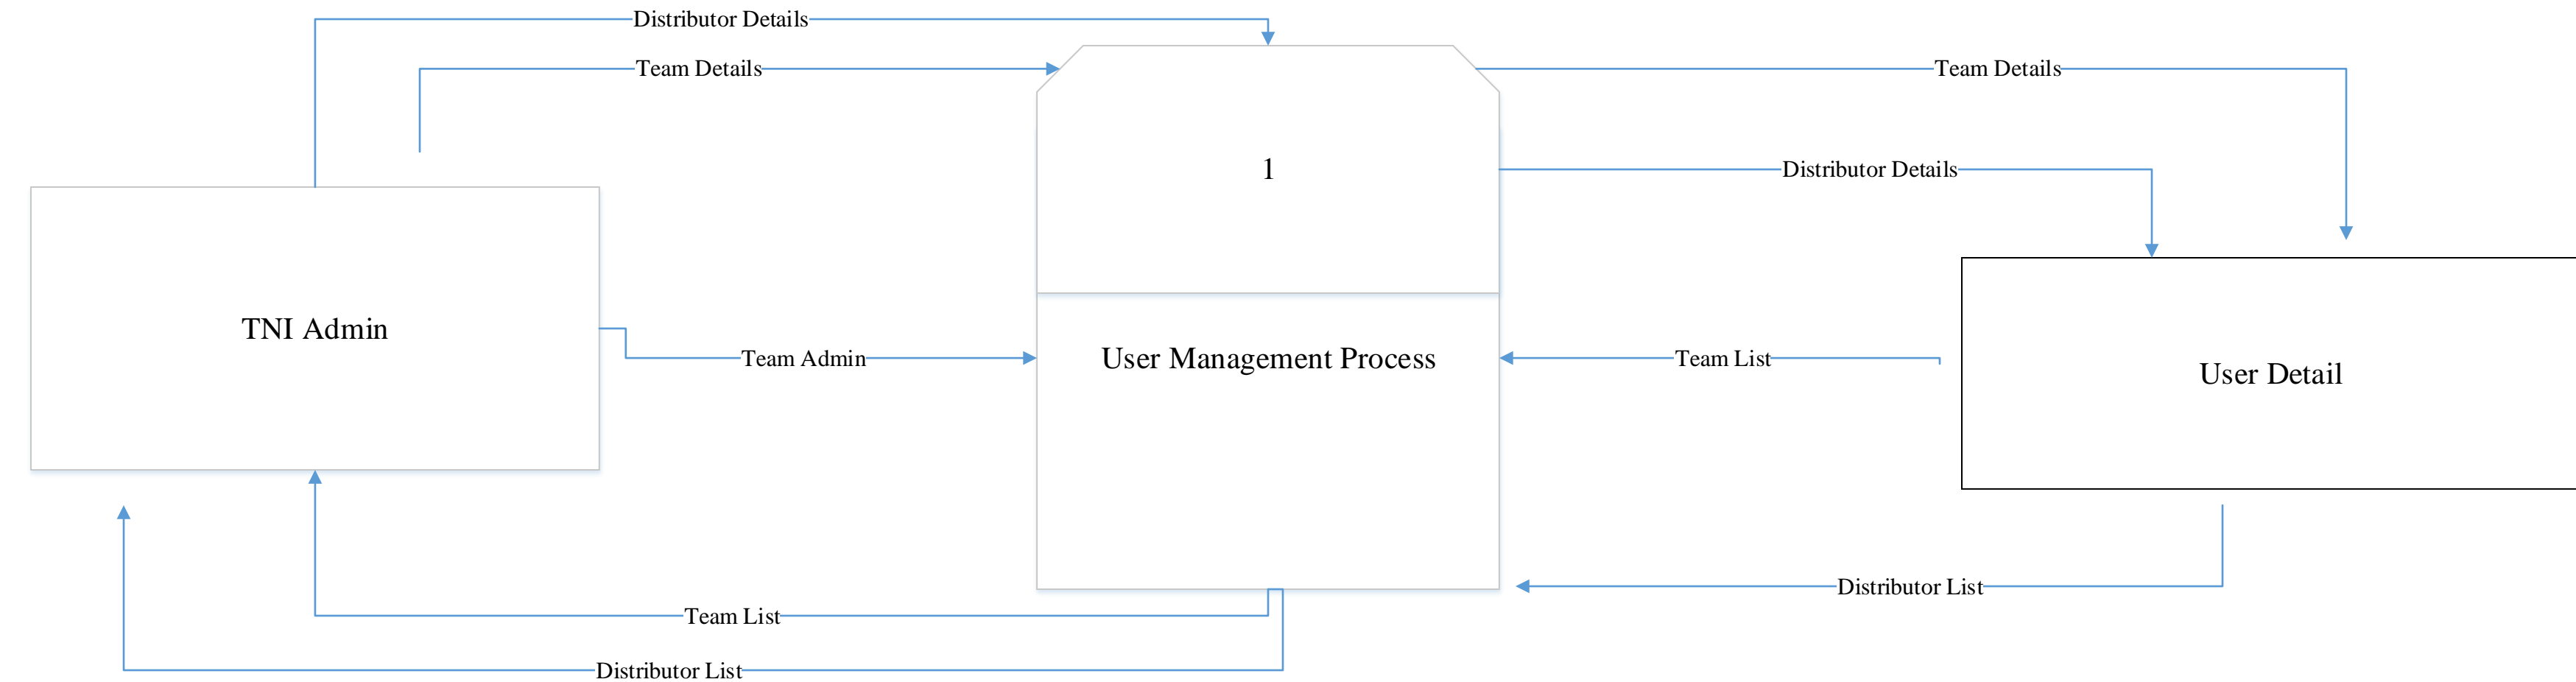 Distributor Details
Team Details
Team Details
Distributor Details
1
TNI Admin
Team Admin
User Management Process
Team List
User Detail
Distributor List
Team List
Distributor List